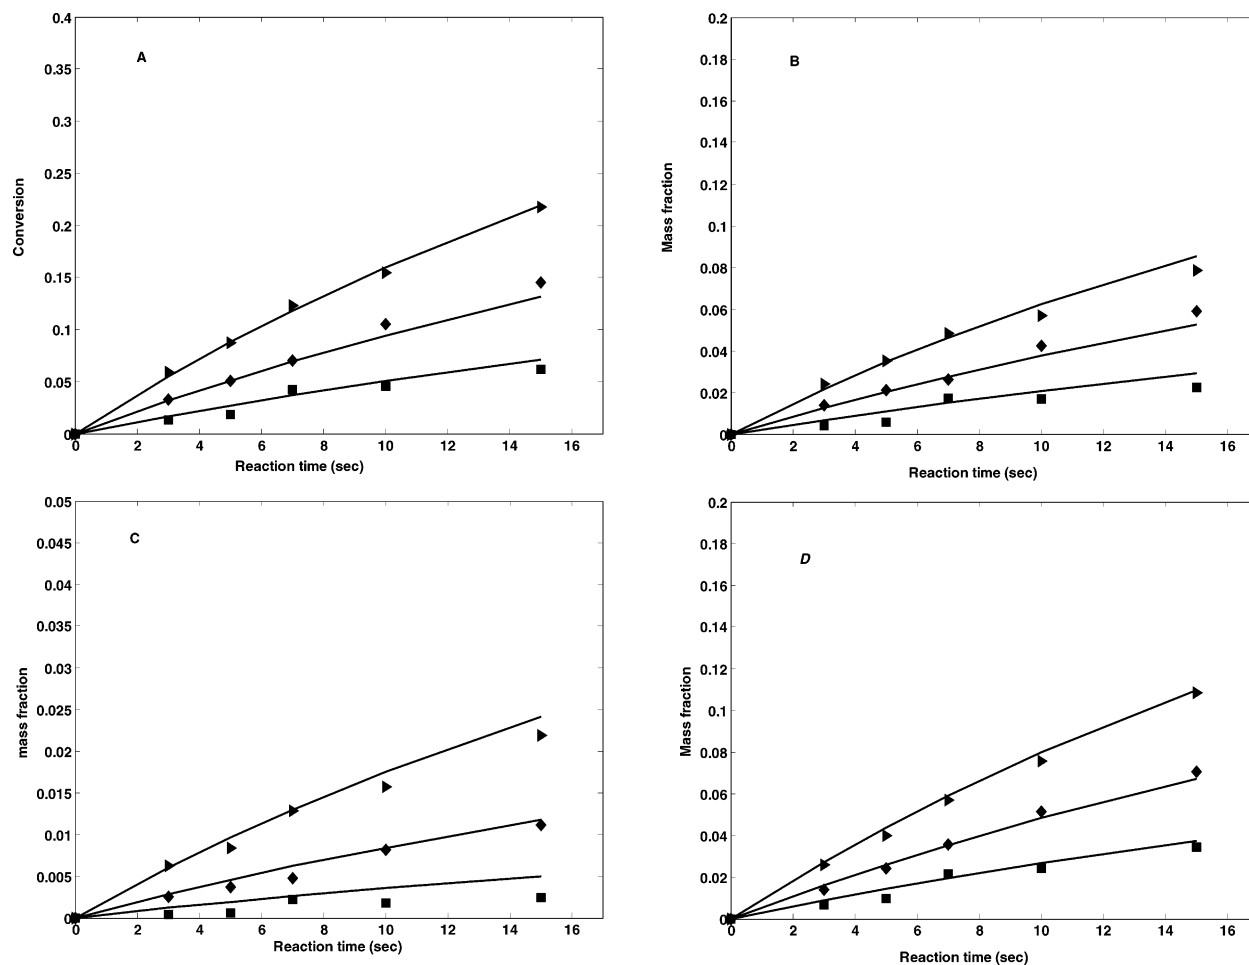 0.4
0.35
0.3
0.25
0.2
0.15
0.1
0.05
0
A
Conversion
0 2 4 6 8 10 12 14 16
Reaction time (sec)
0.2
0.18
0.16
0.14
0.12
0.1
0.08
0.06
0.04
0.02
0
B
Mass fraction
0 2 4 6 8 10 12 14 16
Reaction time (sec)
0.05
0.045
0.04
0.035
0.03
0.025
0.02
0.015
0.01
0.005
0
C
mass fraction
0 2 4 6 8 10 12 14 16
Reaction time (sec)
0.2
0.18
0.16
0.14
0.12
0.1
0.08
0.06
0.04
0.02
0
D
Mass fraction
0 2 4 6 8 10 12 14 16
Reaction time (sec)